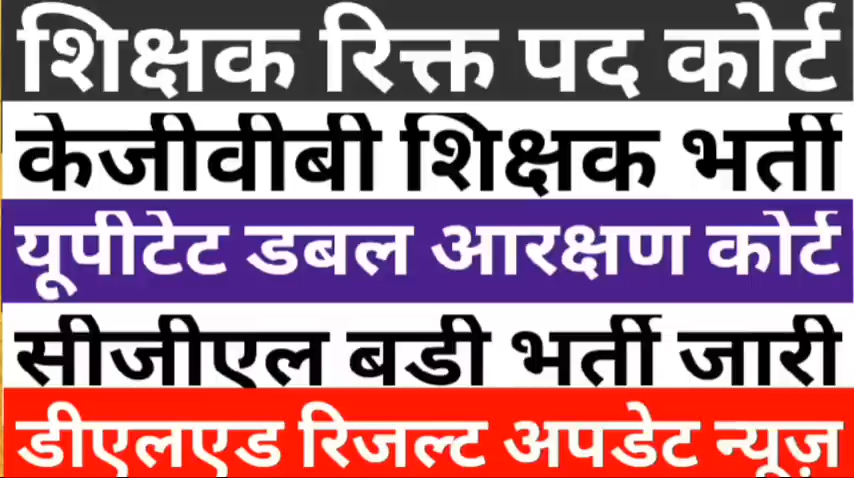 शिक्षक रिक्त पद कोर्ट
केजीवीबी शिक्षक भर्ती
यूपीटेट डबल आरक्षण कोर्ट
सीजीएल बडी भर्ती जारी
डीएलएड रिजल्ट अपडेट न्यूज़